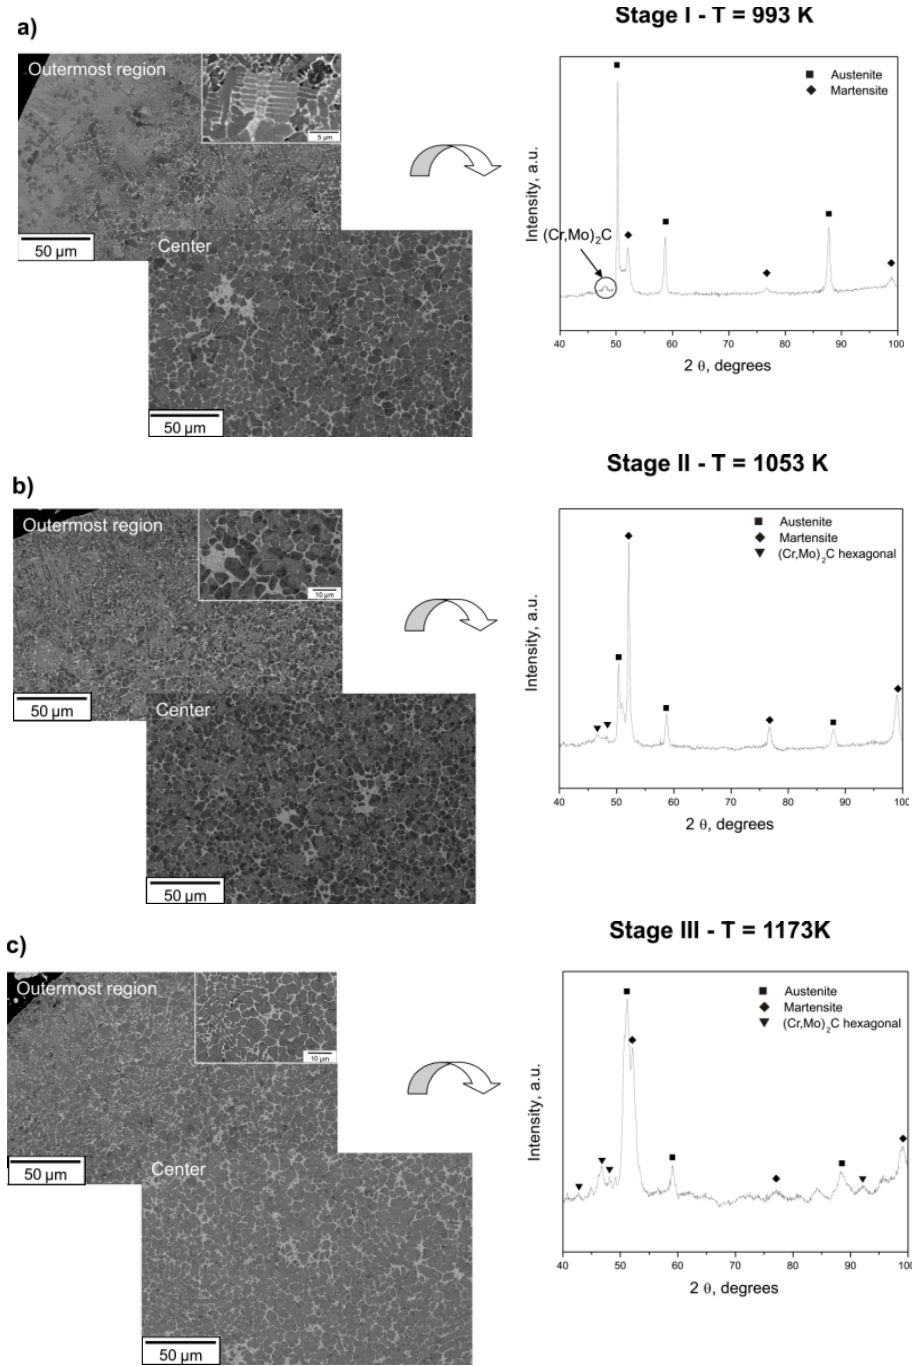 a)
Stage I - T = 993 K
Outermost region
5 µm
50 µm
Center
50 µm
Austenite
Martensite
(Cr,Mo)2C
Intensity, a.u.
40 50 60 70 80 90 100
2 θ, degrees
b)
Stage II - T = 1053 K
Outermost region
10 µm
50 µm
Center
50 µm
Austenite
Martensite
(Cr,Mo)2C hexagonal
Intensity, a.u.
40 50 60 70 80 90 100
2 θ, degrees
c)
Stage III - T = 1173K
Outermost region
10 µm
50 µm
Center
50 µm
Austenite
Martensite
(Cr,Mo)2C hexagonal
Intensity, a.u.
40 50 60 70 80 90 100
2 θ, degrees